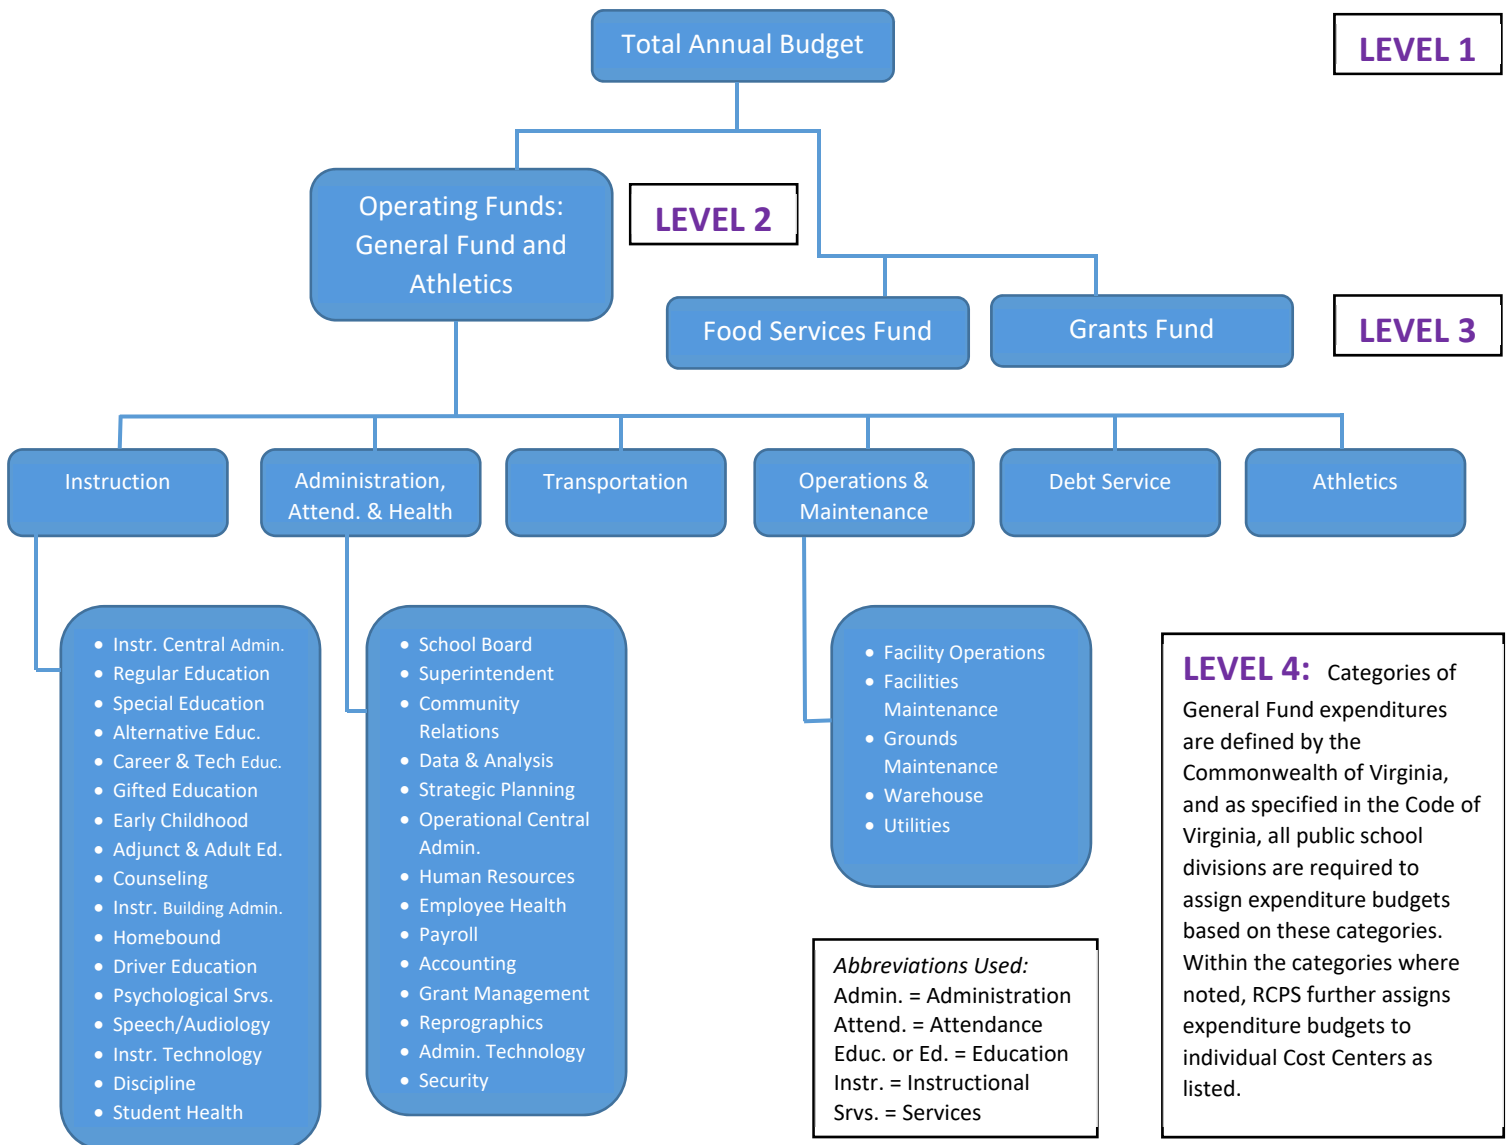 Total Annual Budget
LEVEL 1
Operating Funds:
General Fund and
Athletics
LEVEL 2
Food Services Fund
Grants Fund
LEVEL 3
Instruction
Administration,
Attend. & Health
Transportation
Operations &
Maintenance
Debt Service
Athletics
• Instr. Central Admin.
• Regular Education
• Special Education
• Alternative Educ.
• Career & Tech Educ.
• Gifted Education
• Early Childhood
• Adjunct & Adult Ed.
• Counseling
• Instr. Building Admin.
• Homebound
• Driver Education
• Psychological Srvs.
• Speech/Audiology
• Instr. Technology
• Discipline
• Student Health
• School Board
• Superintendent
• Community
Relations
• Data & Analysis
• Strategic Planning
• Operational Central
Admin.
• Human Resources
• Employee Health
• Payroll
• Accounting
• Grant Management
• Reprographics
• Admin. Technology
• Security
• Facility Operations
• Facilities
Maintenance
• Grounds
Maintenance
• Warehouse
• Utilities
Abbreviations Used:
Admin. = Administration
Attend. = Attendance
Educ. or Ed. = Education
Instr. = Instructional
Srvs. = Services
LEVEL 4: Categories of
General Fund expenditures
are defined by the
Commonwealth of Virginia,
and as specified in the Code of
Virginia, all public school
divisions are required to
assign expenditure budgets
based on these categories.
Within the categories where
noted, RCPS further assigns
expenditure budgets to
individual Cost Centers as
listed.